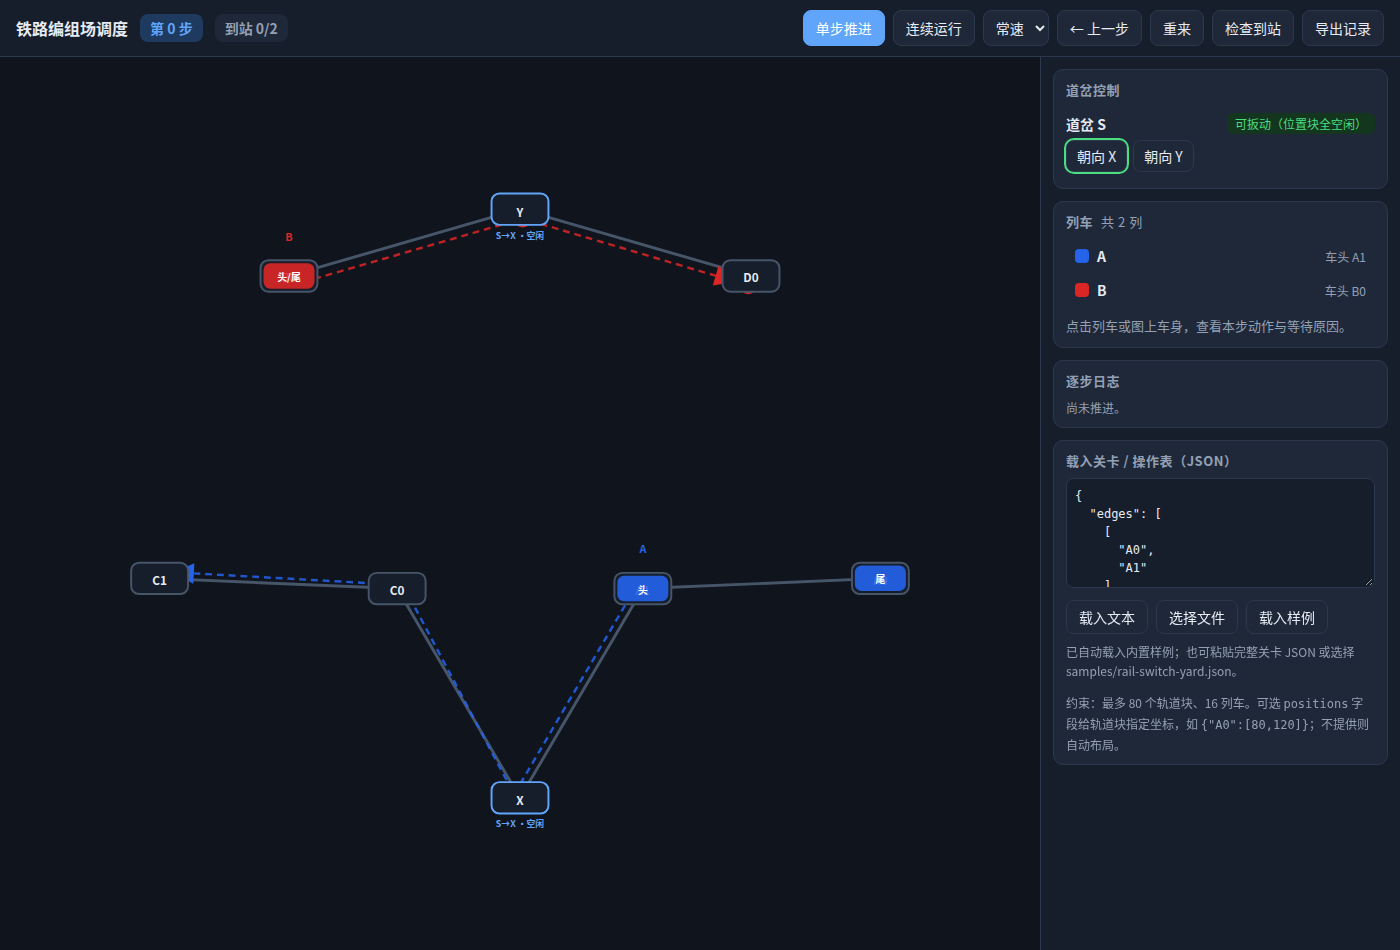 铁路编组场调度 第 0 步 到站 0/2 单步推进 连续运行 常速 ←上一步 重来 检查到站 导出记录
道岔控制
道岔 S 可扳动（位置块全空闲）
朝向 X 朝向 Y
列车 共 2 列
A 车头 A1
B 车头 B0
点击列车或图上车身，查看本步动作与等待原因。
逐步日志
尚未推进。
载入关卡 / 操作表（JSON）
{
"edges": [
[
"A0",
"A1"
]
载入文本 选择文件 载入样例
已自动载入内置样例；也可粘贴完整关卡 JSON 或选择
samples/rail-switch-yard.json。
约束：最多 80 个轨道块、16 列车。可选 positions 字
段给轨道块指定坐标，如 {"A0":[80,120]}；不提供则
自动布局。
Y
S→X・空闲
B
头/尾
D0
A
C1
C0
头
尾
X
S→X・空闲